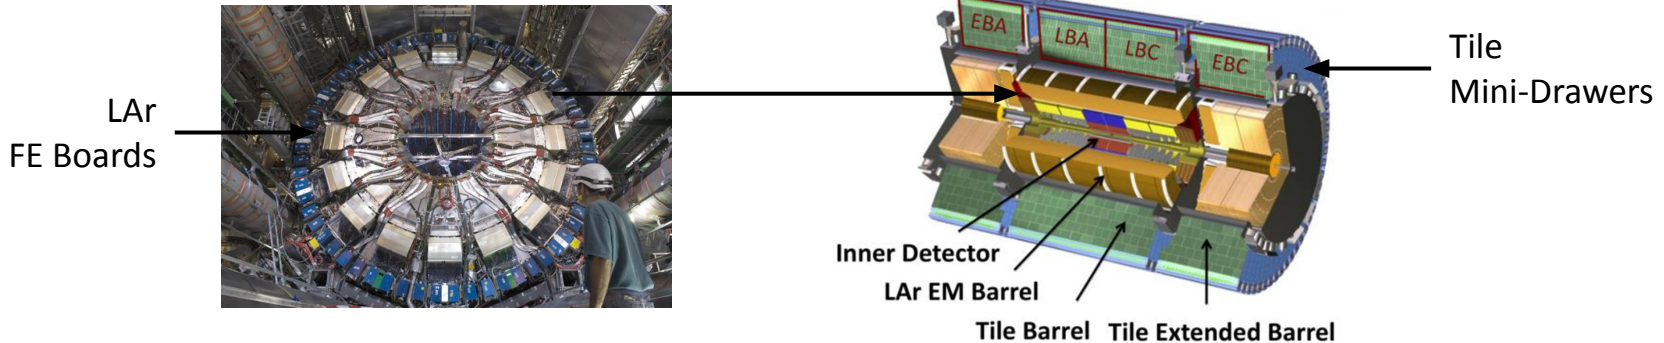 LAr
FE Boards
EBA
LBA
LBC
EBC
Tile
Mini-Drawers
Inner Detector
LAr EM Barrel
Tile Barrel
Tile Extended Barrel